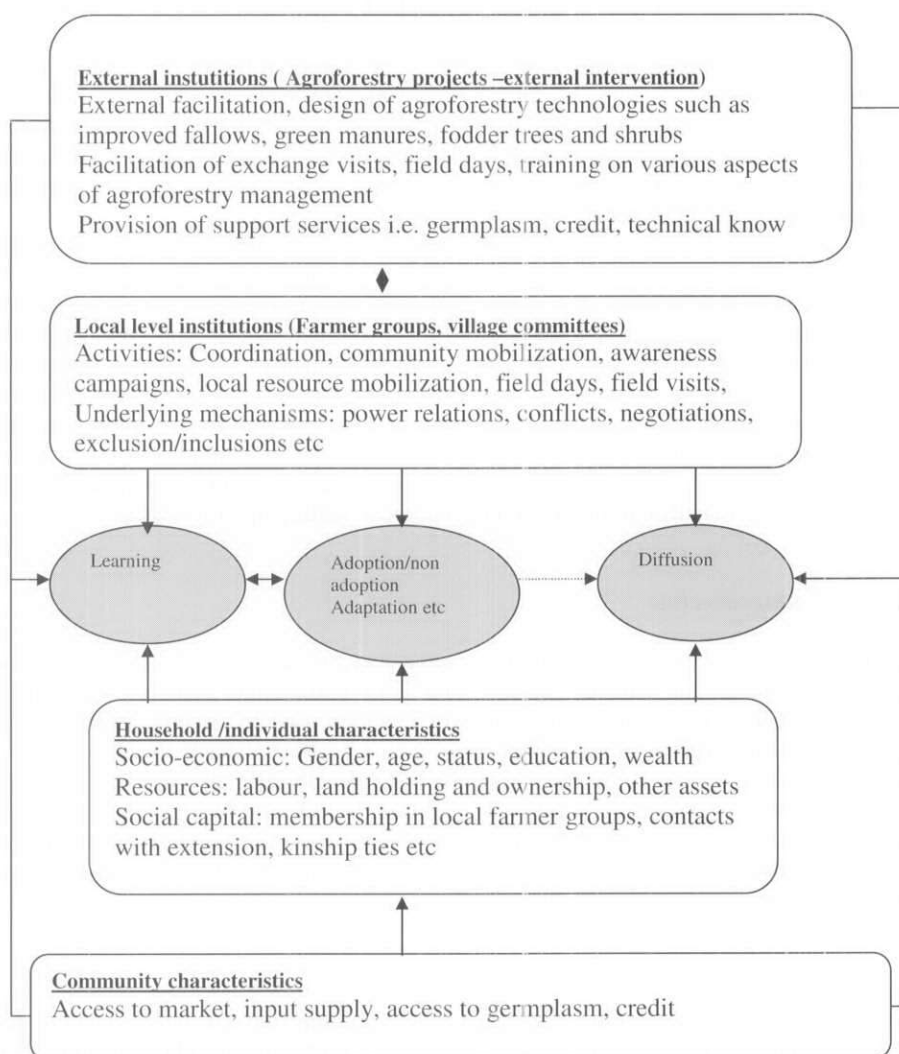 External instutitions ( Agroforestry projects –external intervention)
External facilitation, design of agroforestry technologies such as
improved fallows, green manures, fodder trees and shrubs
Facilitation of exchange visits, field days, training on various aspects
of agroforestry management
Provision of support services i.e. germplasm, credit, technical know
Local level institutions (Farmer groups, village committees)
Activities: Coordination, community mobilization, awareness
campaigns, local resource mobilization, field days, field visits,
Underlying mechanisms: power relations, conflicts, negotiations,
exclusion/inclusions etc
Learning
Adoption/non
adoption
Adaptation etc
Diffusion
Household /individual characteristics
Socio-economic: Gender, age, status, education, wealth
Resources: labour, land holding and ownership, other assets
Social capital: membership in local farmer groups, contacts
with extension, kinship ties etc
Community characteristics
Access to market, input supply, access to germplasm, credit